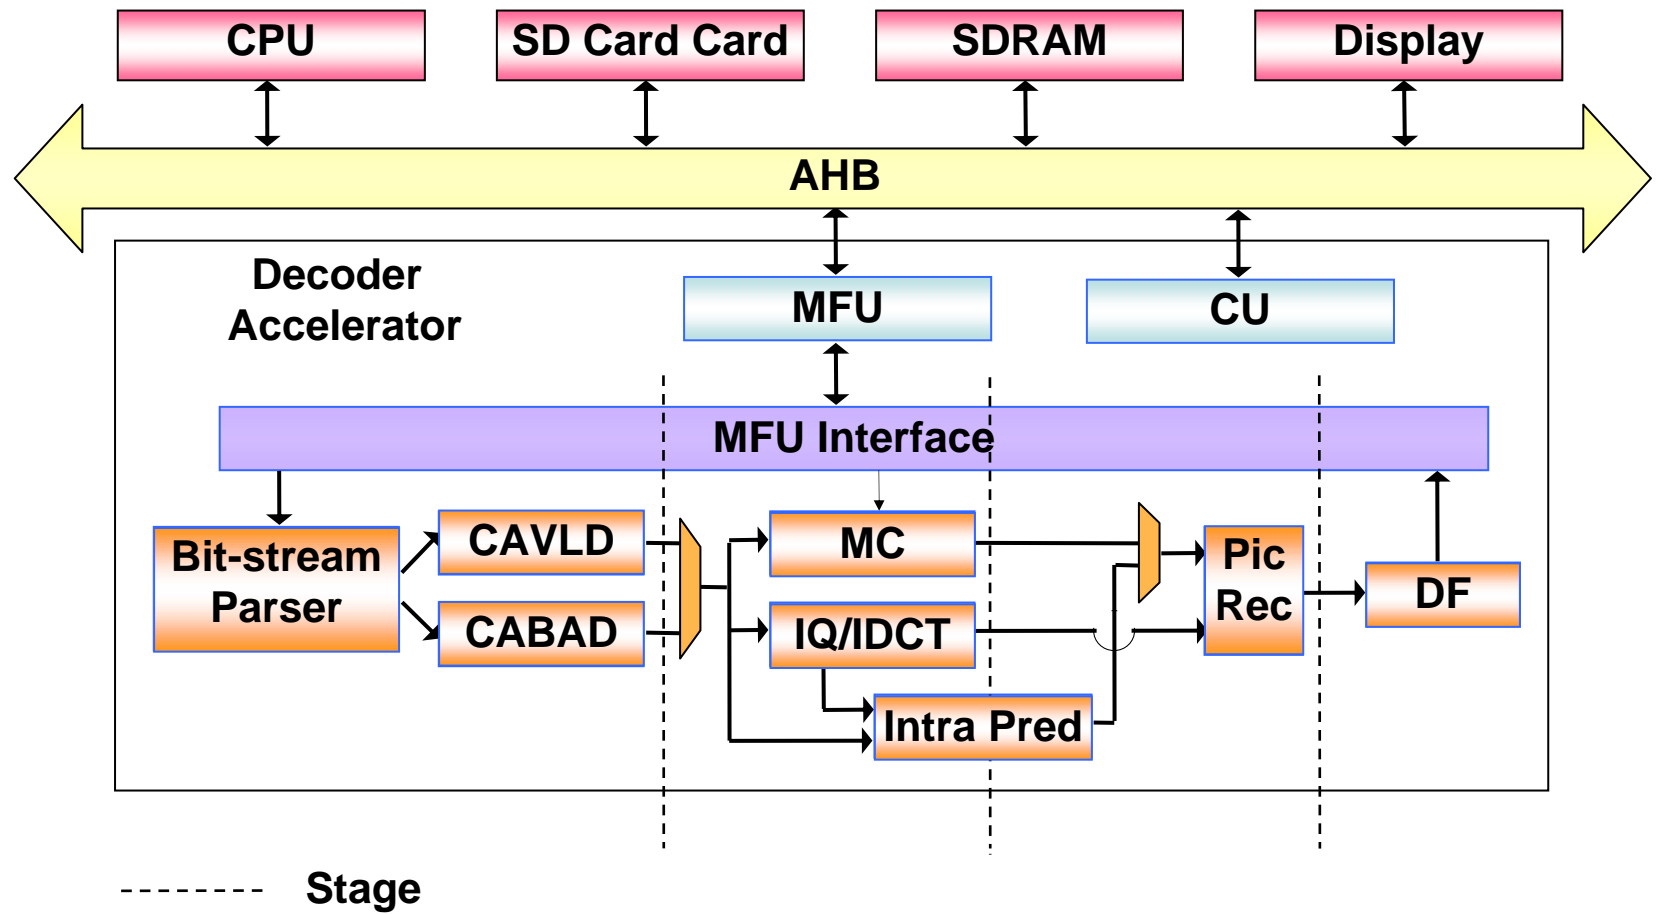 CPU
SD Card Card
SDRAM
Display
AHB
Decoder
Accelerator
MFU
CU
MFU Interface
Bit-stream
Parser
CAVLD
CABAD
MC
IQ/IDCT
Intra Pred
Pic
Rec
DF
Stage